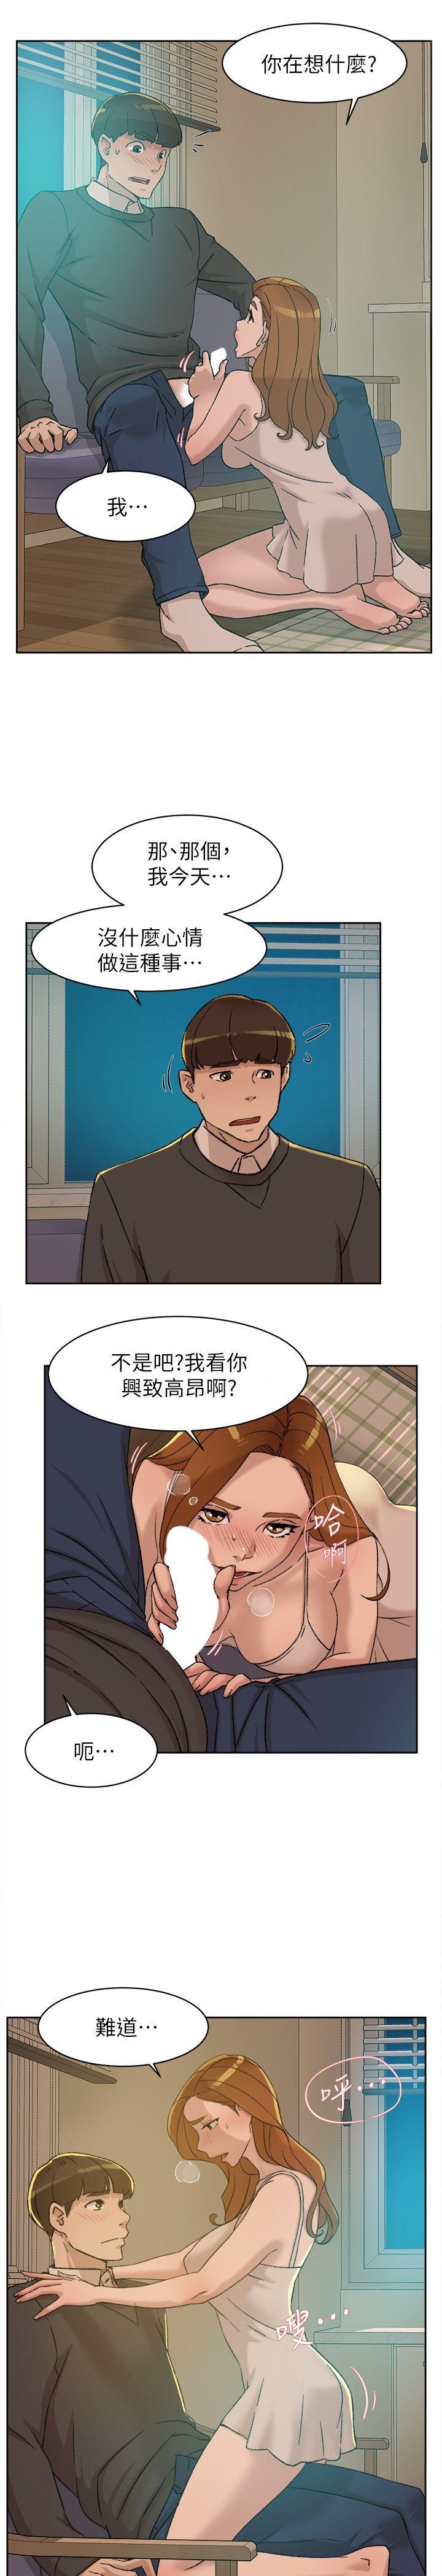 你在想什麼?
我⋯
那、那個,
我今天⋯
沒什麼心情
做這種事⋯
不是吧?我看你
興致高昂啊?
哈
啊
呃⋯
難道⋯
呼⋯
嗖⋯